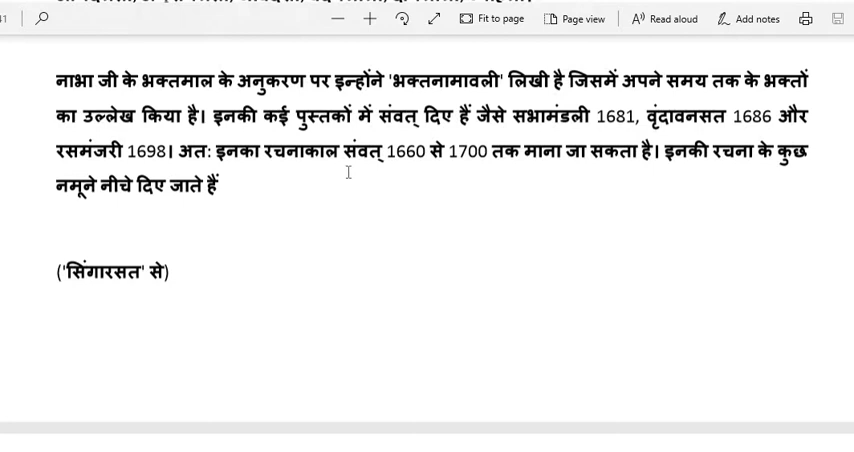 41 Fit to page Page view Read aloud Add notes
नाभा जी के भक्तमाल के अनुकरण पर इन्होंने 'भक्तनामावली' लिखी है जिसमें अपने समय तक के भक्तों
का उल्लेख किया है। इनकी कई पुस्तकों में संवत् दिए हैं जैसे सभामंडली 1681, वृंदावनसत 1686 और
रसमंजरी 1698। अत: इनका रचनाकाल संवत् 1660 से 1700 तक माना जा सकता है। इनकी रचना के कुछ
नमूने नीचे दिए जाते हैं
('सिंगारसत' से)